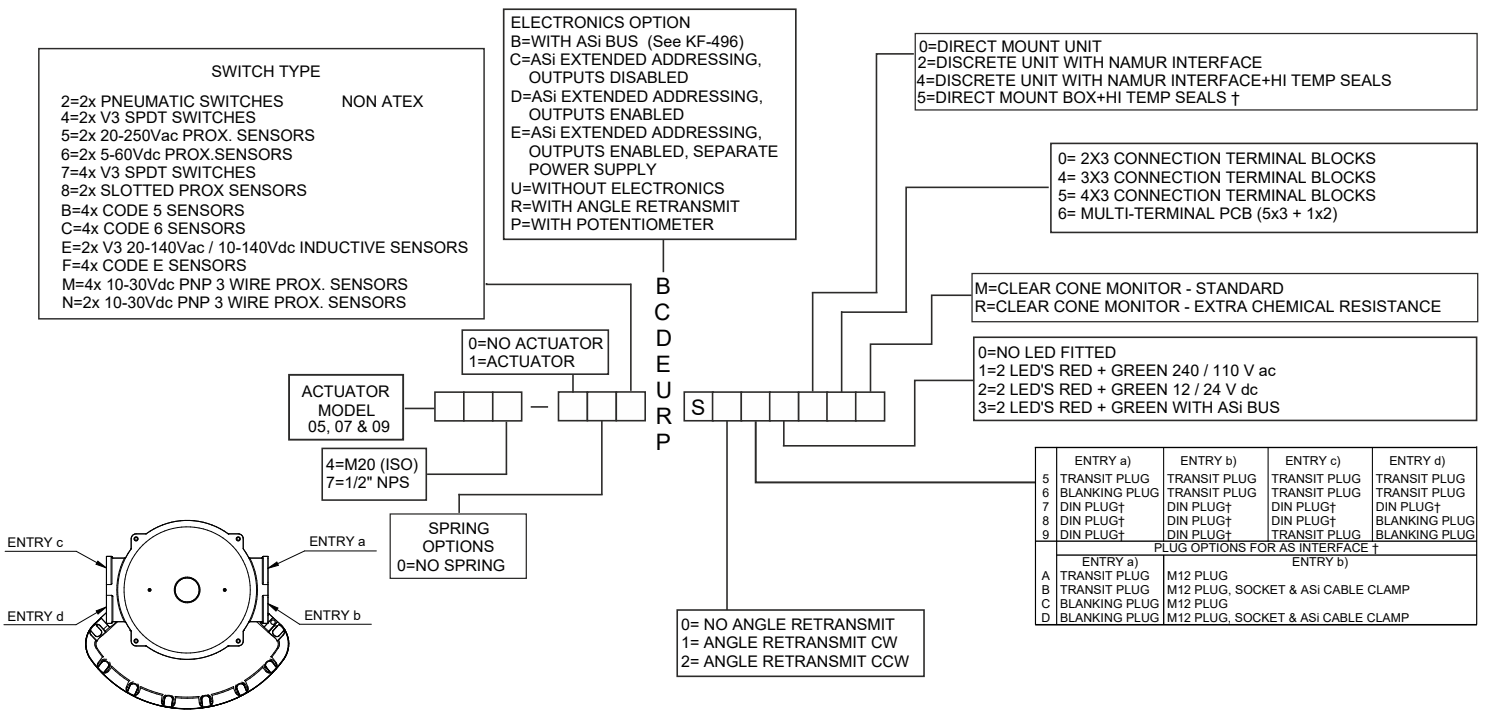 SWITCH TYPE
2=2x PNEUMATIC SWITCHES NON ATEX
4=2x V3 SPDT SWITCHES
5=2x 20-250Vac PROX. SENSORS
6=2x 5-60Vdc PROX.SENSORS
7=4x V3 SPDT SWITCHES
8=2x SLOTTED PROX SENSORS
B=4x CODE 5 SENSORS
C=4x CODE 6 SENSORS
E=2x V3 20-140Vac / 10-140Vdc INDUCTIVE SENSORS
F=4x CODE E SENSORS
M=4x 10-30Vdc PNP 3 WIRE PROX. SENSORS
N=2x 10-30Vdc PNP 3 WIRE PROX. SENSORS
ELECTRONICS OPTION
B=WITH ASi BUS (See KF-496)
C=ASi EXTENDED ADDRESSING,
OUTPUTS DISABLED
D=ASi EXTENDED ADDRESSING,
OUTPUTS ENABLED
E=ASi EXTENDED ADDRESSING,
OUTPUTS ENABLED, SEPARATE
POWER SUPPLY
U=WITHOUT ELECTRONICS
R=WITH ANGLE RETRANSMIT
P=WITH POTENTIOMETER
0=DIRECT MOUNT UNIT
2=DISCRETE UNIT WITH NAMUR INTERFACE
4=DISCRETE UNIT WITH NAMUR INTERFACE+HI TEMP SEALS
5=DIRECT MOUNT BOX+HI TEMP SEALS †
0= 2X3 CONNECTION TERMINAL BLOCKS
4= 3X3 CONNECTION TERMINAL BLOCKS
5= 4X3 CONNECTION TERMINAL BLOCKS
6= MULTI-TERMINAL PCB (5x3 + 1x2)
M=CLEAR CONE MONITOR - STANDARD
R=CLEAR CONE MONITOR - EXTRA CHEMICAL RESISTANCE
0=NO LED FITTED
1=2 LED'S RED + GREEN 240 / 110 V ac
2=2 LED'S RED + GREEN 12 / 24 V dc
3=2 LED'S RED + GREEN WITH ASi BUS
0=NO ACTUATOR
1=ACTUATOR
ACTUATOR
MODEL
05, 07 & 09
B
C
D
E
U
R
P
S
4=M20 (ISO)
7=1/2" NPS
SPRING
OPTIONS
0=NO SPRING
ENTRY a) ENTRY b) ENTRY c) ENTRY d)
5 TRANSIT PLUG TRANSIT PLUG TRANSIT PLUG TRANSIT PLUG
6 BLANKING PLUG TRANSIT PLUG TRANSIT PLUG TRANSIT PLUG
7 DIN PLUG† DIN PLUG† DIN PLUG† DIN PLUG†
8 DIN PLUG† DIN PLUG† DIN PLUG† BLANKING PLUG
9 DIN PLUG† DIN PLUG† TRANSIT PLUG BLANKING PLUG
PLUG OPTIONS FOR AS INTERFACE †
ENTRY a) ENTRY b)
A TRANSIT PLUG M12 PLUG
B TRANSIT PLUG M12 PLUG, SOCKET & ASi CABLE CLAMP
C BLANKING PLUG M12 PLUG
D BLANKING PLUG M12 PLUG, SOCKET & ASi CABLE CLAMP
ENTRY c
ENTRY a
ENTRY d
ENTRY b
0= NO ANGLE RETRANSMIT
1= ANGLE RETRANSMIT CW
2= ANGLE RETRANSMIT CCW